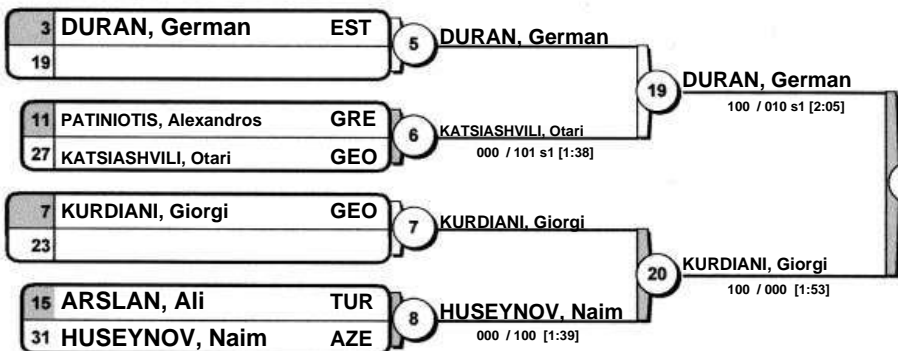 3 DURAN, German EST
19
5
DURAN, German
11 PATINIOTIS, Alexandros GRE
27 KATSIASHVILI, Otari GEO
6
KATSIASHVILI, Otari
000 / 101 s1 [1:38]
19
DURAN, German
100 / 010 s1 [2:05]
7 KURDIANI, Giorgi GEO
23
7
KURDIANI, Giorgi
15 ARSLAN, Ali TUR
31 HUSEYNOV, Naim AZE
8
HUSEYNOV, Naim
000 / 100 [1:39]
20
KURDIANI, Giorgi
100 / 000 [1:53]